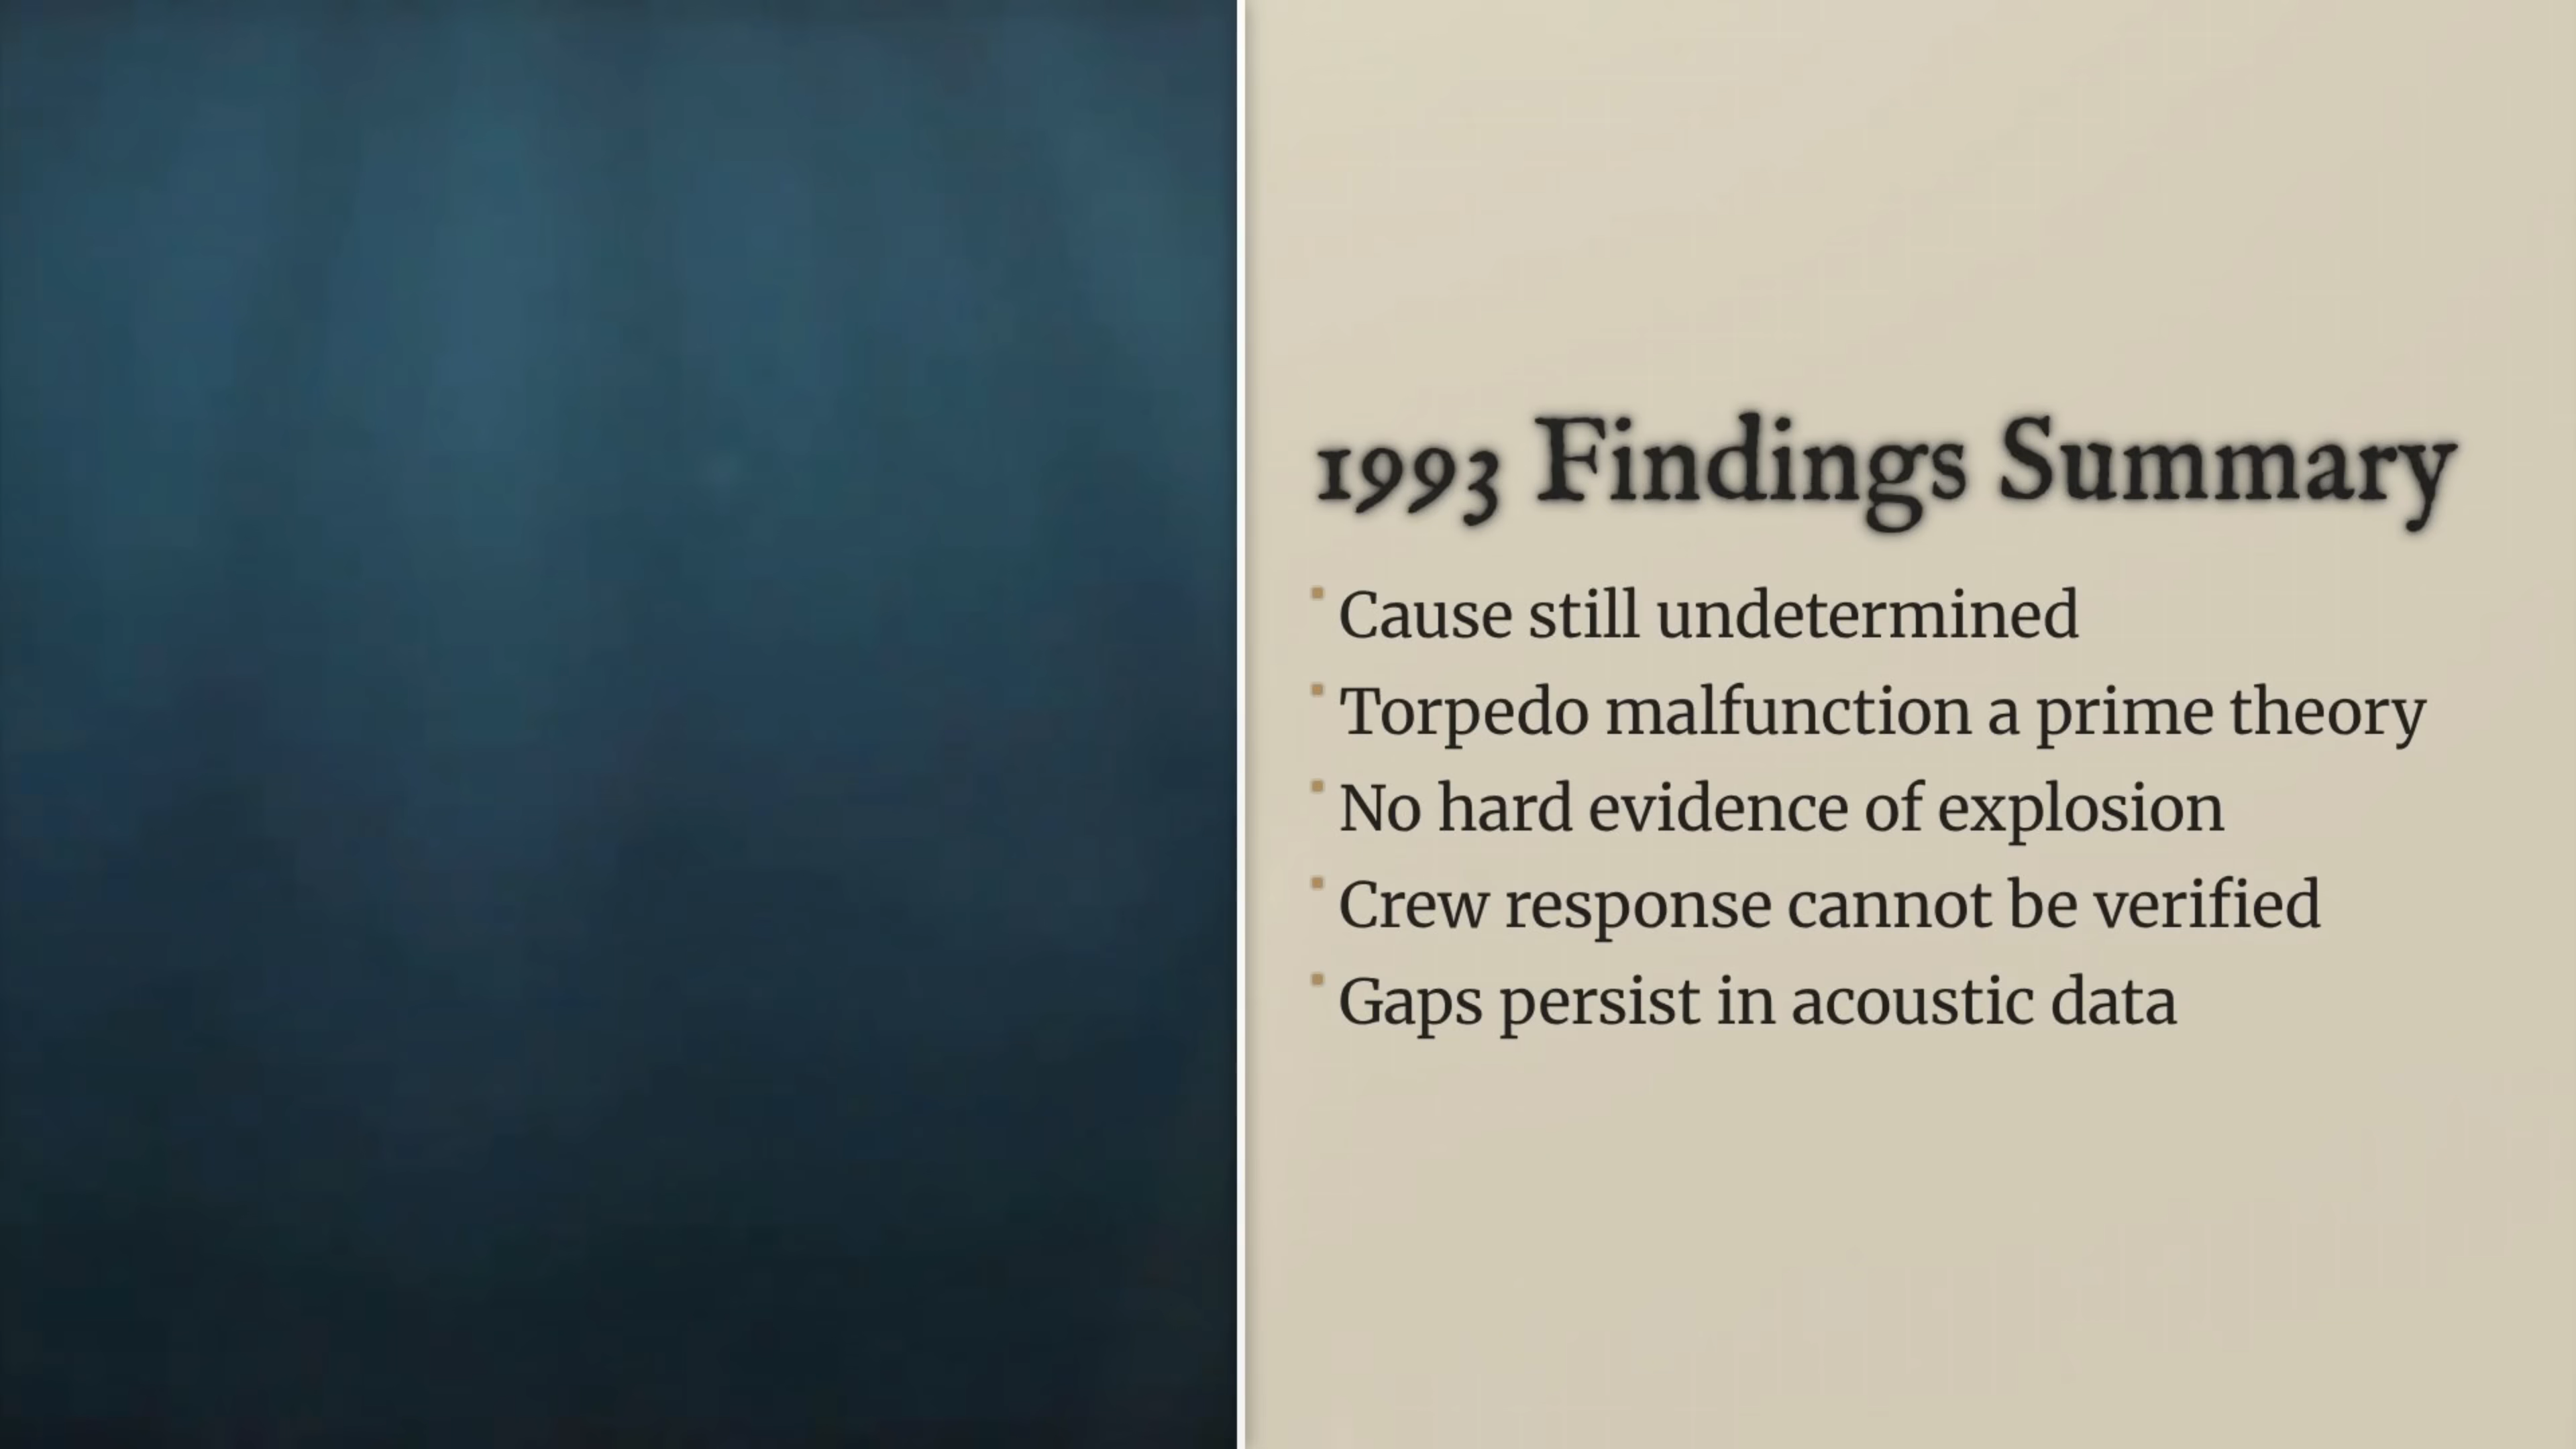 1993 Findings Summary
Cause still undetermined
Torpedo malfunction a prime theory
No hard evidence of explosion
Crew response cannot be verified
Gaps persist in acoustic data